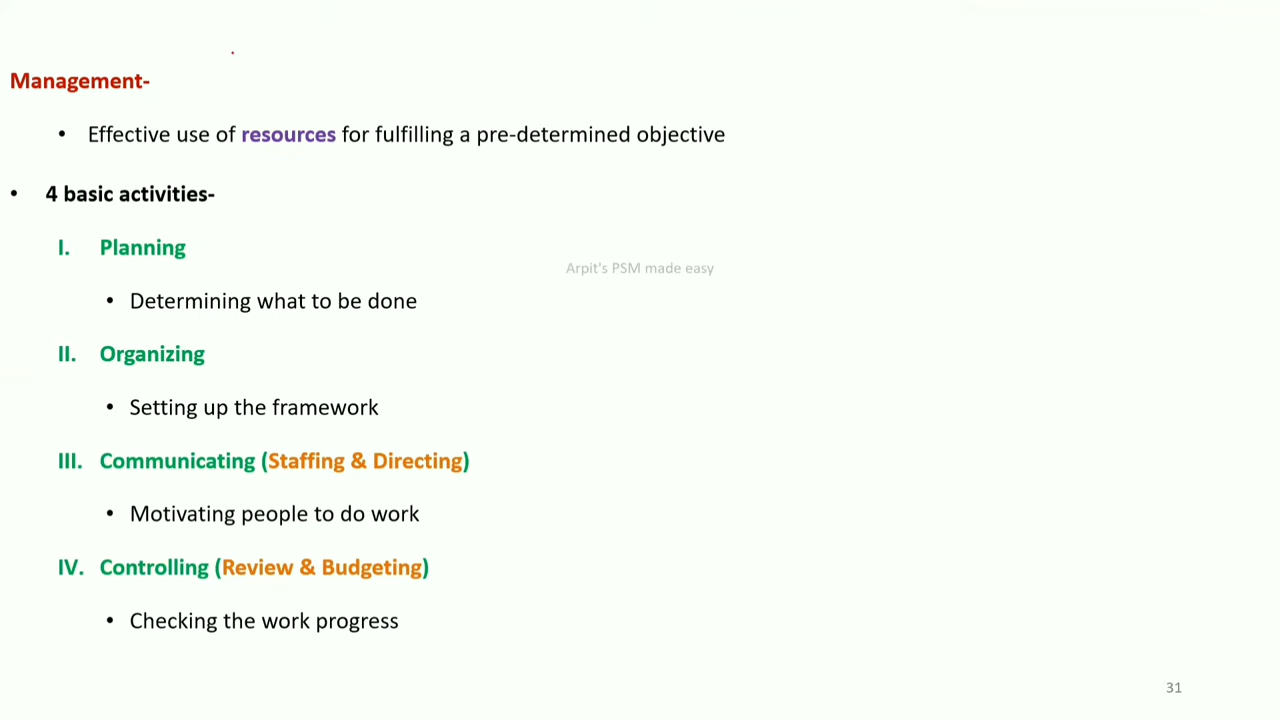 Management-
• Effective use of resources for fulfilling a pre-determined objective
• 4 basic activities-
I. Planning
Arpit's PSM made easy
• Determining what to be done
II. Organizing
• Setting up the framework
III. Communicating (Staffing & Directing)
• Motivating people to do work
IV. Controlling (Review & Budgeting)
• Checking the work progress
31